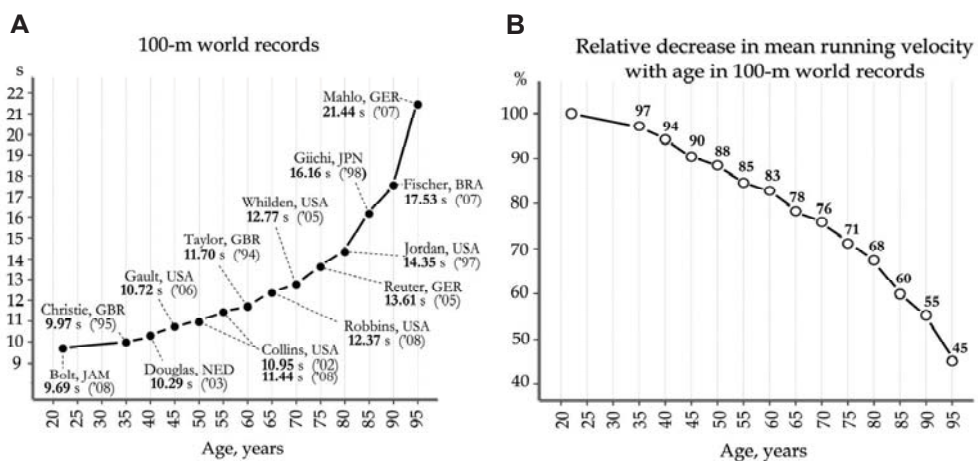 A
100-m world records
s
22
21
20
19
18
17
16
15
14
13
12
11
10
9
Mahlo, GER
21.44 s ('07)
Giichi, JPN
16.16 s ('98)
Fischer, BRA
17.53 s ('07)
Whilden, USA
12.77 s ('05)
Taylor, GBR
11.70 s ('94)
Jordan, USA
14.35 s ('97)
Gault, USA
10.72 s ('06)
Reuter, GER
13.61 s ('05)
Christie, GBR
9.97 s ('95)
Robbins, USA
12.37 s ('08)
Collins, USA
10.95 s ('02)
11.44 s ('08)
Bolt, JAM
9.69 s ('08)
Douglas, NED
10.29 s ('03)
20 25 30 35 40 45 50 55 60 65 70 75 80 85 90 95
Age, years
B
Relative decrease in mean running velocity
with age in 100-m world records
%
100
90
80
70
60
50
40
97
94
90
88
85
83
78
76
71
68
60
55
45
20 25 30 35 40 45 50 55 60 65 70 75 80 85 90 95
Age, years